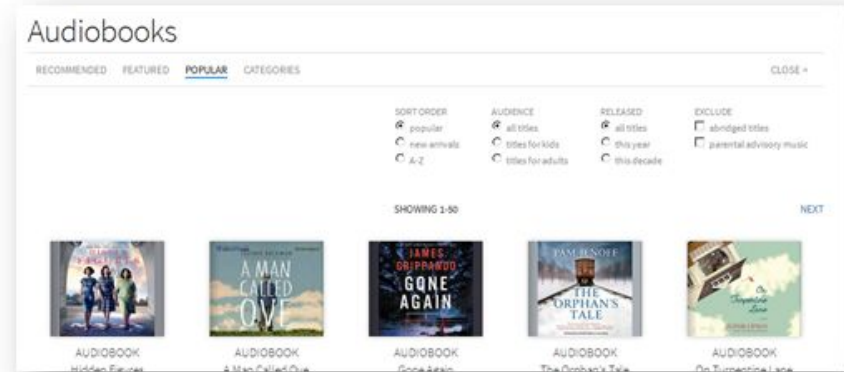 Audiobooks
RECOMMENDED FEATURED POPULAR CATEGORIES CLOSE
SORT ORDER AUDIENCE RELEASED EXCLUDE
popular all titles all titles abridged titles
new arrivals titles for kids this year parental advisory music
A-Z titles for adults this decade
SHOWING 1-50 NEXT
A MAN
CALLED
OVE
JAMES
GRIPPANDO
GONE
AGAIN
PAM JENOFF
THE
ORPHAN'S
TALE
On
Turpentine
Lane
AUDIOBOOK AUDIOBOOK AUDIOBOOK AUDIOBOOK AUDIOBOOK
Hidden Figures A Man Called Ove Gone Again The Orphan's Tale On Turpentine Lane